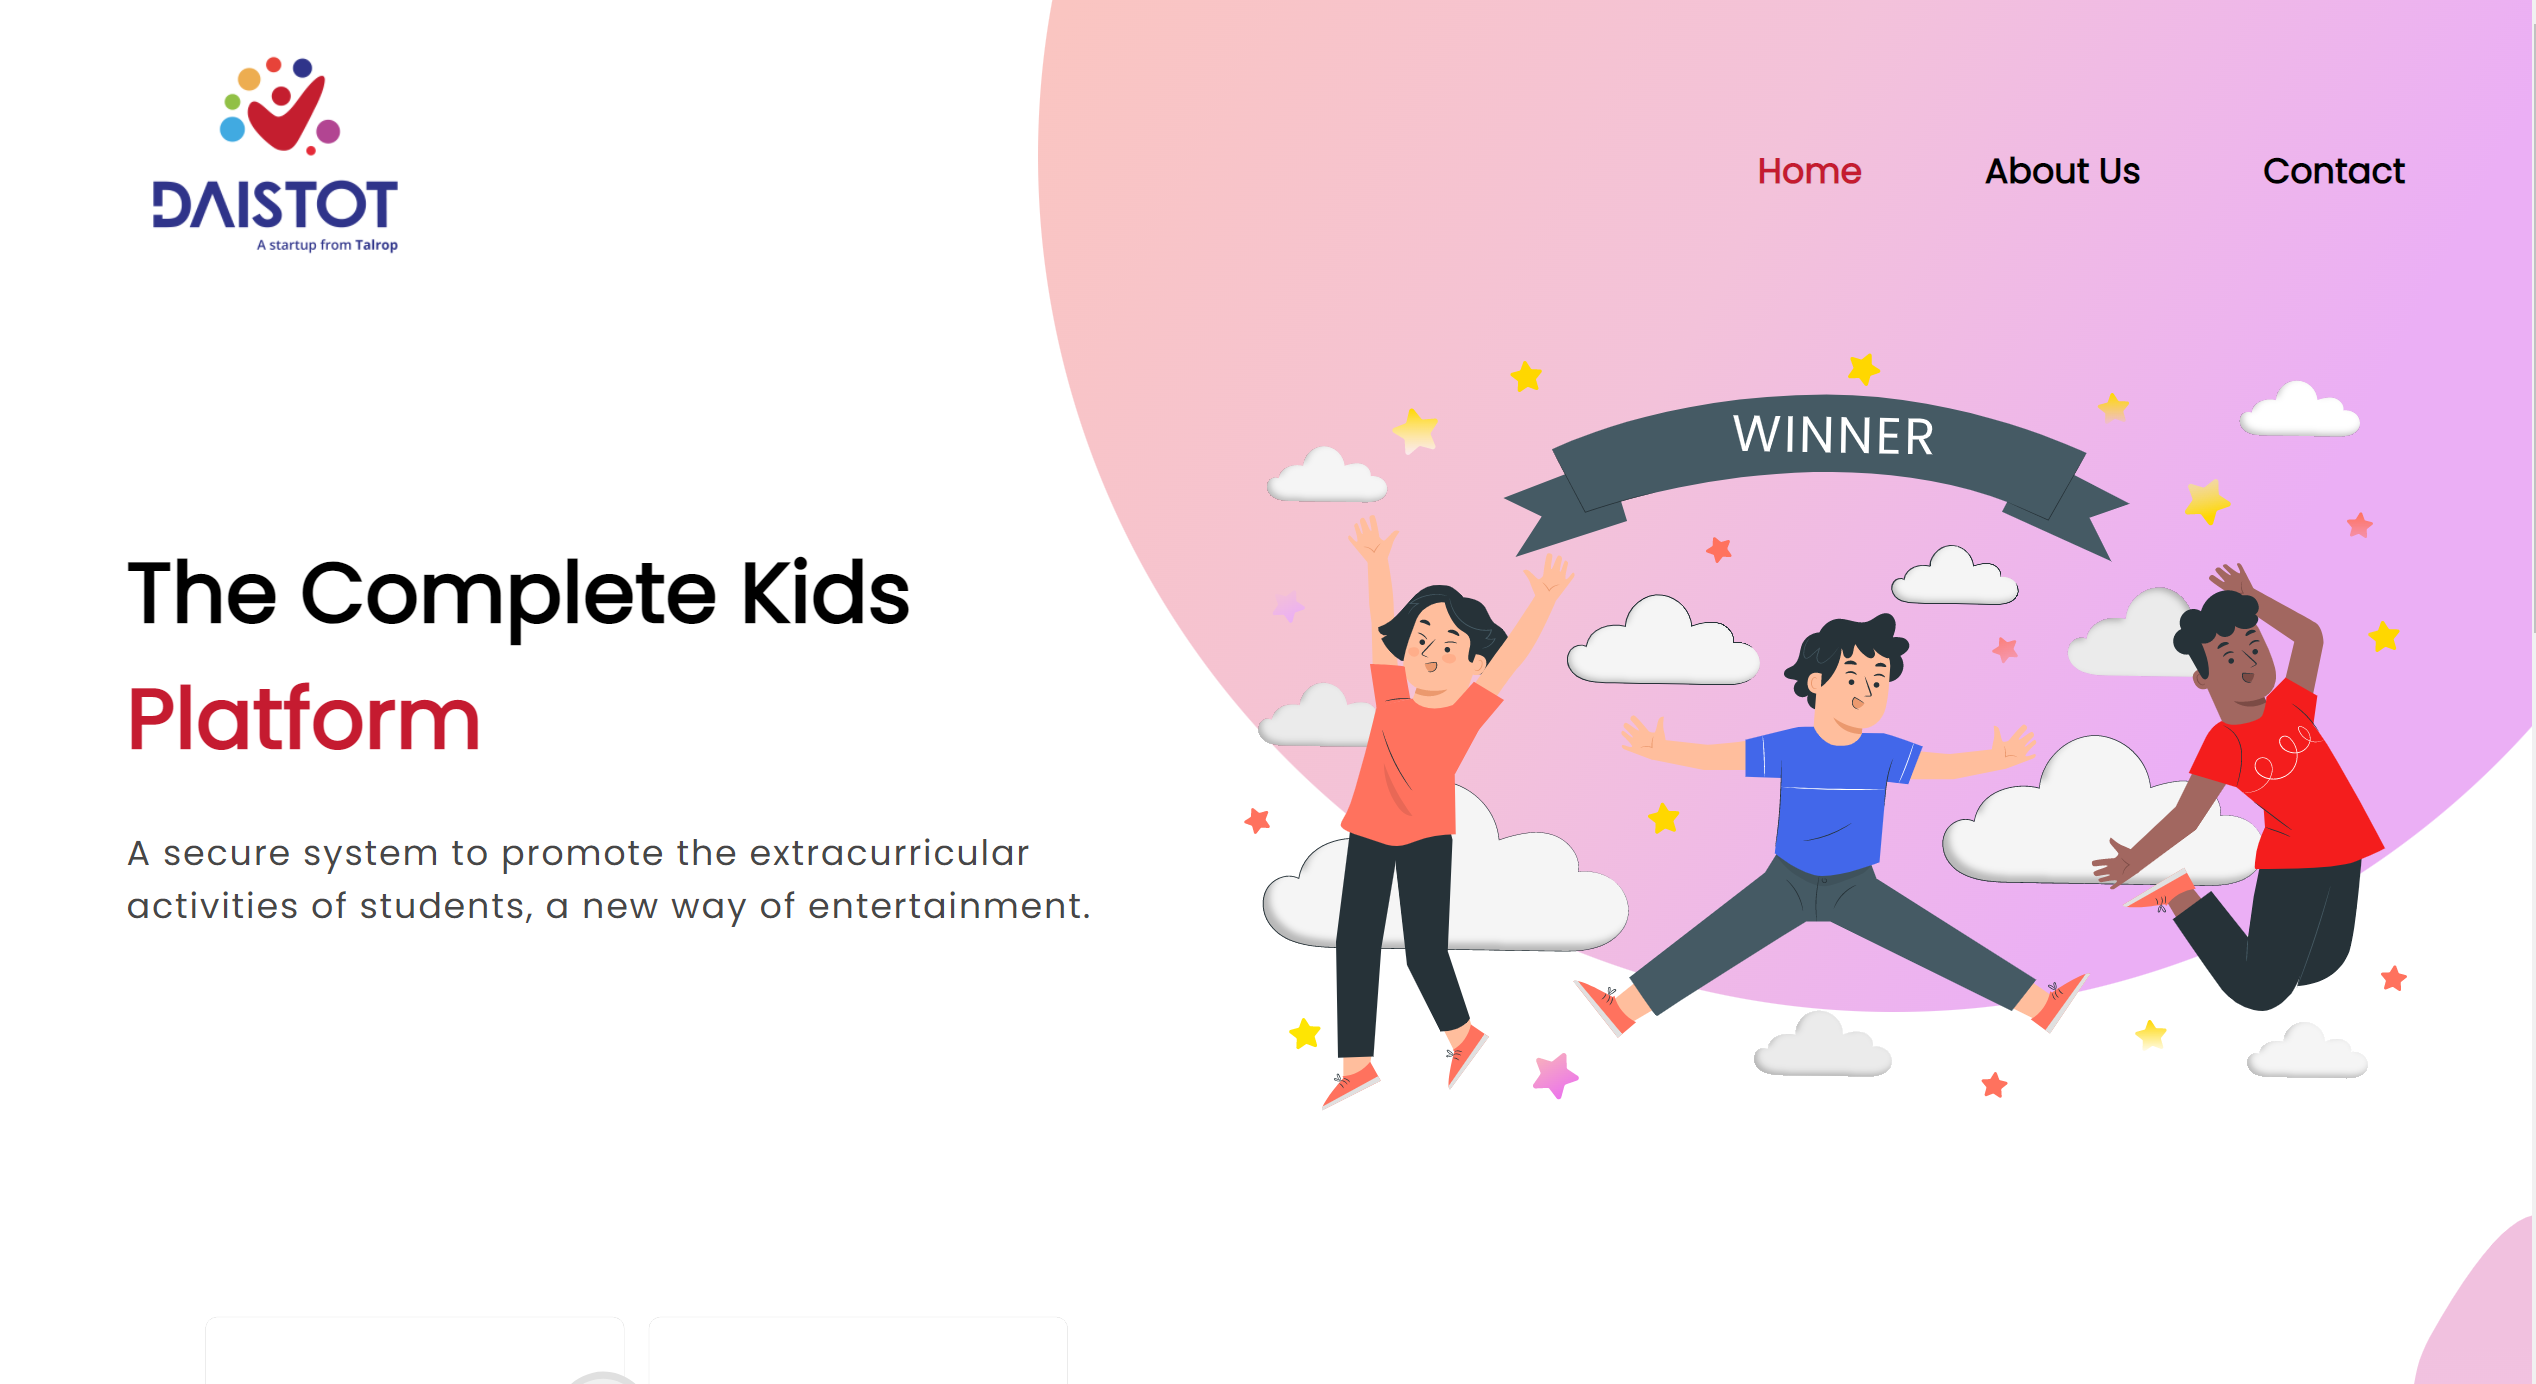 DAISTOT
A startup from Talrop
Home
About Us
Contact
WINNER
The Complete Kids
Platform
A secure system to promote the extracurricular
activities of students, a new way of entertainment.